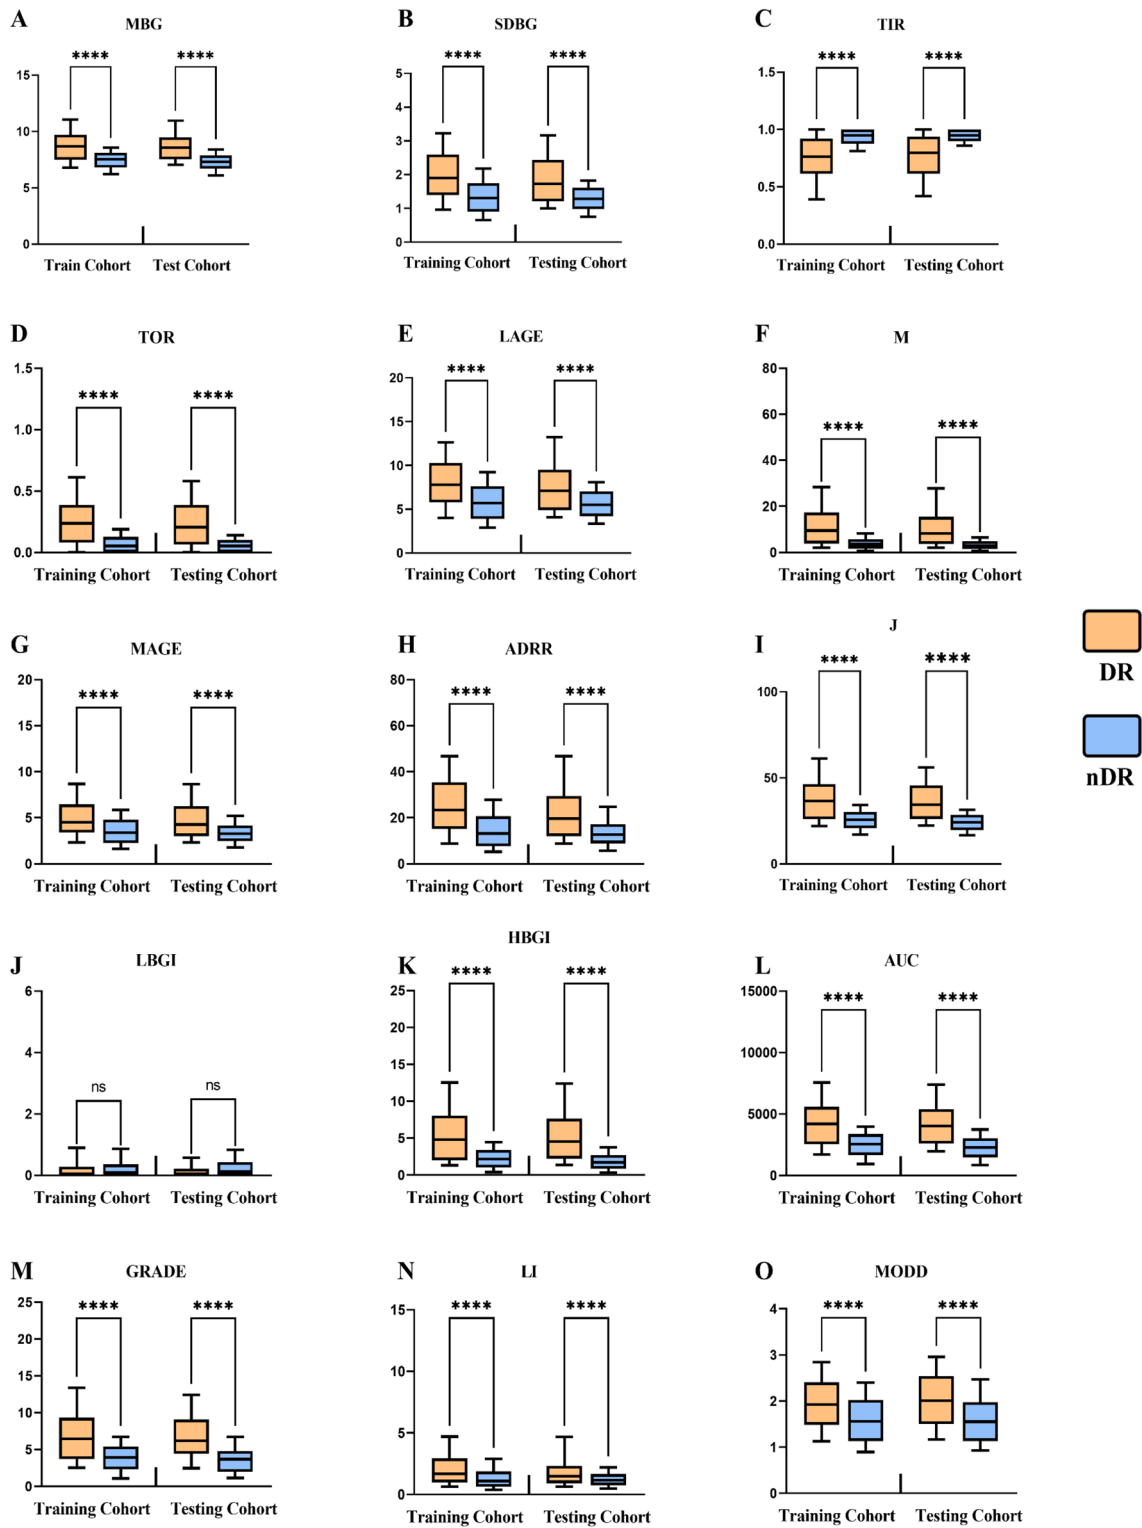 A MBG
**** ****
15
10
5
0
Train Cohort Test Cohort
B SDBG
**** ****
5
4
3
2
1
0
Training Cohort Testing Cohort
C TIR
**** ****
1.5
1.0
0.5
0.0
Training Cohort Testing Cohort
D TOR
**** ****
1.5
1.0
0.5
0.0
Training Cohort Testing Cohort
E LAGE
**** ****
20
15
10
5
0
Training Cohort Testing Cohort
F M
**** ****
80
60
40
20
0
Training Cohort Testing Cohort
G MAGE
**** ****
20
15
10
5
0
Training Cohort Testing Cohort
H ADRR
**** ****
80
60
40
20
0
Training Cohort Testing Cohort
I J
**** ****
100
50
0
Training Cohort Testing Cohort
DR
nDR
J LBGI
ns ns
6
4
2
0
Training Cohort Testing Cohort
K HBGI
**** ****
25
20
15
10
5
0
Training Cohort Testing Cohort
L AUC
**** ****
15000
10000
5000
0
Training Cohort Testing Cohort
M GRADE
**** ****
25
20
15
10
5
0
Training Cohort Testing Cohort
N LI
**** ****
15
10
5
0
Training Cohort Testing Cohort
O MODD
**** ****
4
3
2
1
0
Training Cohort Testing Cohort